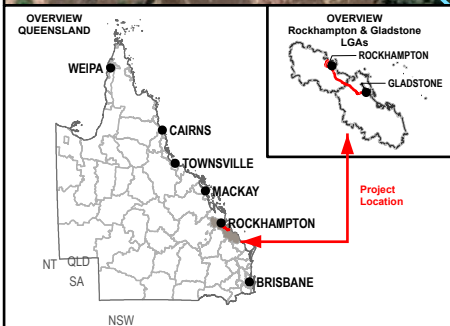 OVERVIEW
QUEENSLAND
WEIPA
CAIRNS
TOWNSVILLE
MACKAY
ROCKHAMPTON
BRISBANE
NT
QLD
SA
NSW
OVERVIEW
Rockhampton & Gladstone
LGAs
ROCKHAMPTON
GLADSTONE
Project
Location